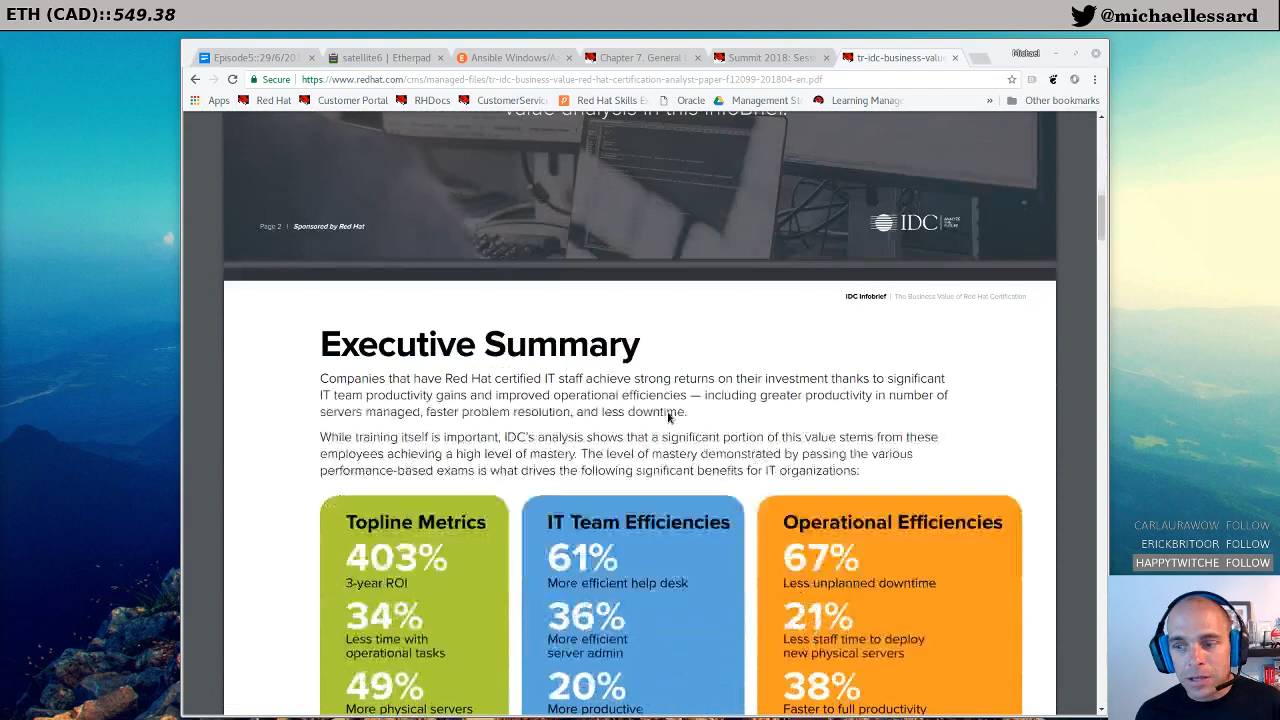 ETH (CAD)::549.38
@michaellessard
Episode5::29/6/201
satellite6 | Etherpad
Ansible Windows/A
Chapter 7. General
Summit 2018: Sess
tr-idc-business-valu
Michael
Secure
https://www.redhat.com/cms/managed-files/tr-idc-business-value-red-hat-certification-analyst-paper-f12099-201804-en.pdf
Apps
Red Hat
Customer Portal
RHDocs
CustomerService
Red Hat Skills E
Oracle
Management St
Learning Manage
»
Other bookmarks
value analysis in this InfoBrief.
Page 2 | Sponsored by Red Hat
IDC ANALYZE THE FUTURE
IDC Infobrief | The Business Value of Red Hat Certification
Executive Summary
Companies that have Red Hat certified IT staff achieve strong returns on their investment thanks to significant
IT team productivity gains and improved operational efficiencies — including greater productivity in number of
servers managed, faster problem resolution, and less downtime.
While training itself is important, IDC's analysis shows that a significant portion of this value stems from these
employees achieving a high level of mastery. The level of mastery demonstrated by passing the various
performance-based exams is what drives the following significant benefits for IT organizations:
Topline Metrics
403%
3-year ROI
34%
Less time with
operational tasks
49%
More physical servers
IT Team Efficiencies
61%
More efficient help desk
36%
More efficient
server admin
20%
More productive
Operational Efficiencies
67%
Less unplanned downtime
21%
Less staff time to deploy
new physical servers
38%
Faster to full productivity
CARLAURAWOW FOLLOW
ERICKBRITOOR FOLLOW
HAPPYTWITCHE FOLLOW